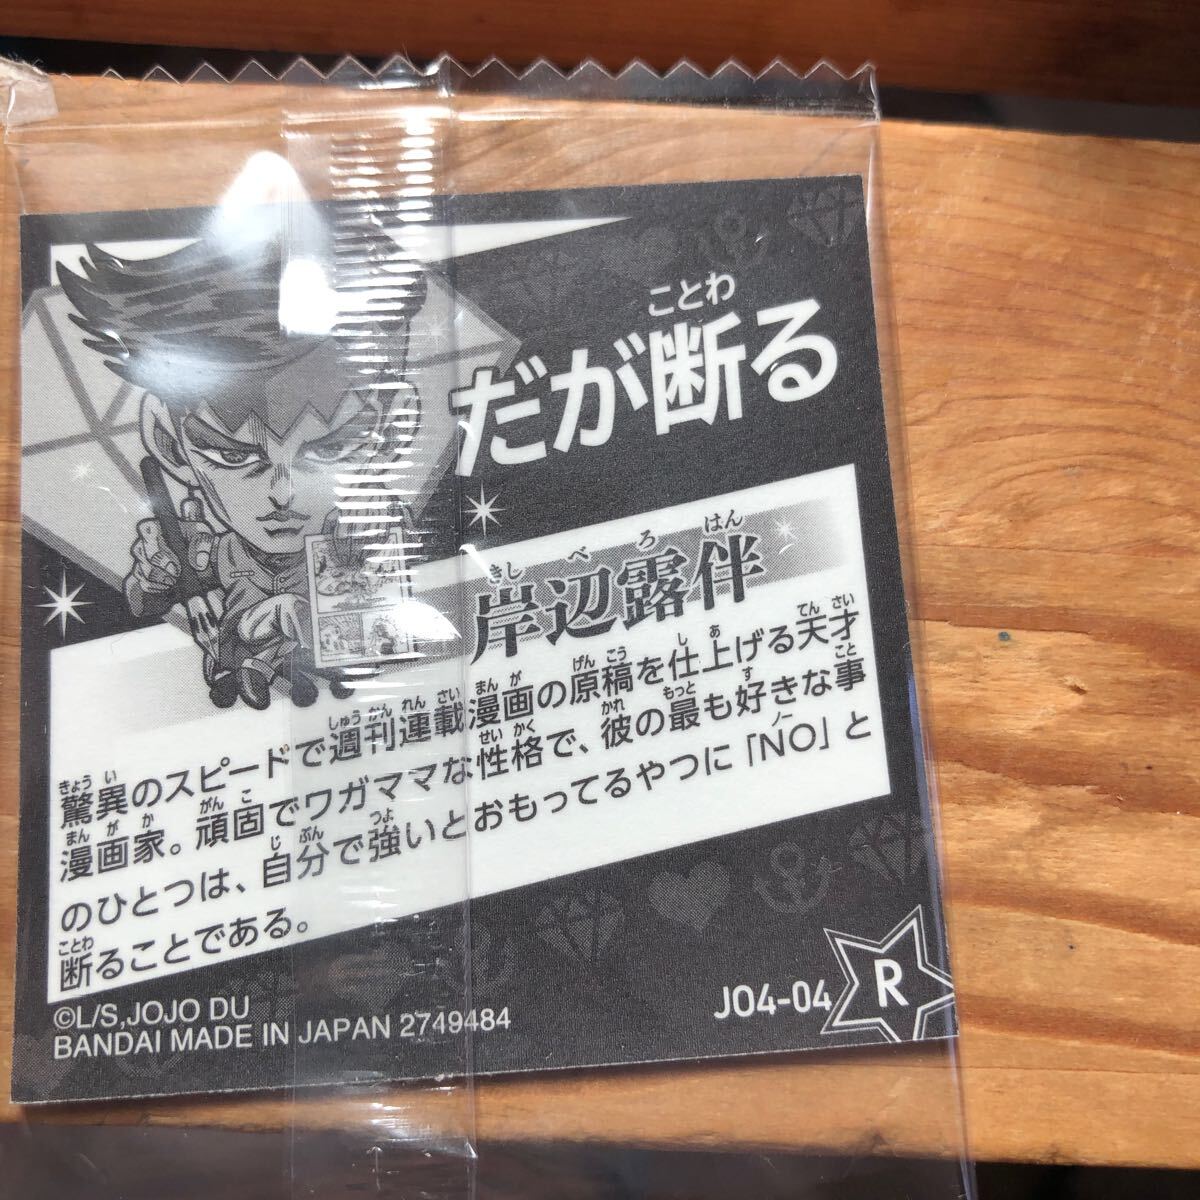 ことわ
だが断る
きし べ ろ はん
岸辺露伴
きょう い しゅう かん れん さい まん が げん こう し あ てん さい
驚異のスピードで週刊連載漫画の原稿を仕上げる天才
まん が か がん こ せい かく かれ もっと す こと
漫画家。頑固でワガママな性格で、彼の最も好きな事
じ ぶん つよ ノー
のひとつは、自分で強いとおもってるやつに「NO」と
ことわ
断ることである。
©L/S,JOJO DU
BANDAI MADE IN JAPAN 2749484
JO4-04 R